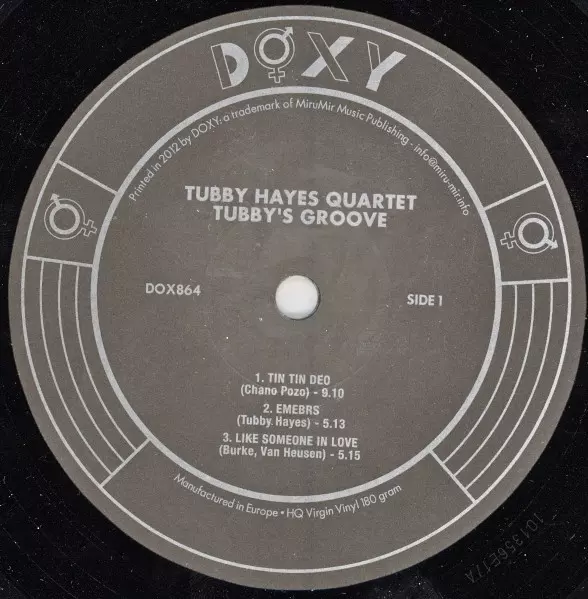 DOXY
Printed in 2012 by DOXY: a trademark of MiruMir Music Publishing - info@miru-mir.info
TUBBY HAYES QUARTET
TUBBY'S GROOVE
DOX864
SIDE 1
1. TIN TIN DEO
(Chano Pozo) - 9.10
2. EMEBRS
(Tubby Hayes) - 5.13
3. LIKE SOMEONE IN LOVE
(Burke, Van Heusen) - 5.15
Manufactured in Europe • HQ Virgin Vinyl 180 gram